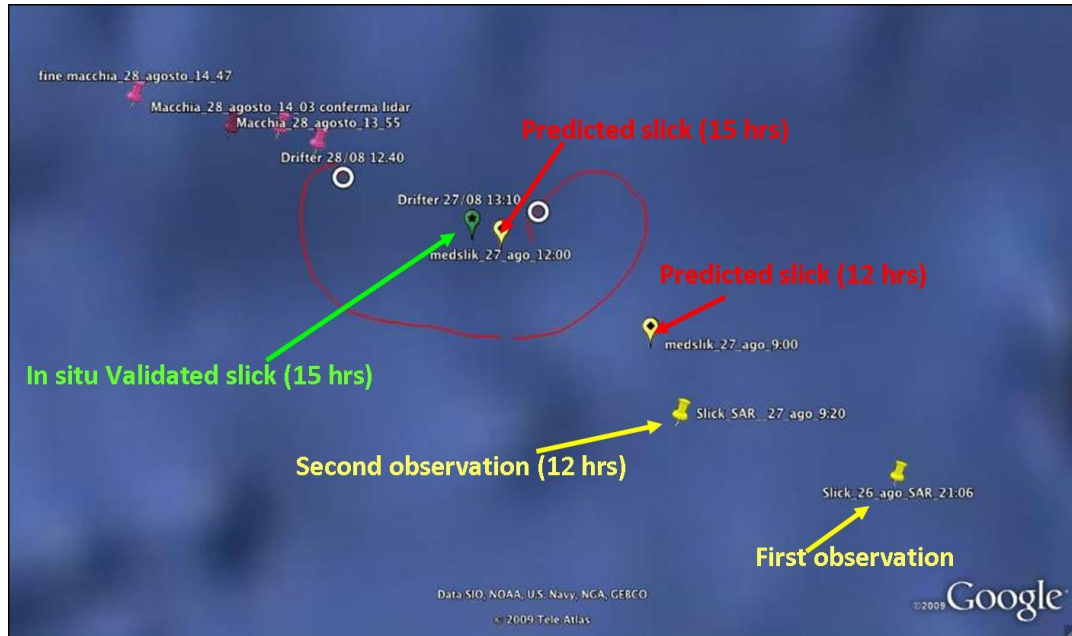 fine macchia_28_agosto_14_47
Macchia_28_agosto_14_03 conferma lidar
Macchia_28_agosto_13_55
Predicted slick (15 hrs)
Drifter 28/08 12.40
Drifter 27/08 13:10
medslik_27_ago_12:00
Predicted slick (12 hrs)
medslik_27_ago_9:00
In situ Validated slick (15 hrs)
Slick_SAR__27_ago_9:20
Second observation (12 hrs)
Slick_26_ago_SAR_21:06
First observation
Data SIO, NOAA, U.S. Navy, NGA, GEBCO
© 2009 Tele Atlas
©2009 Google